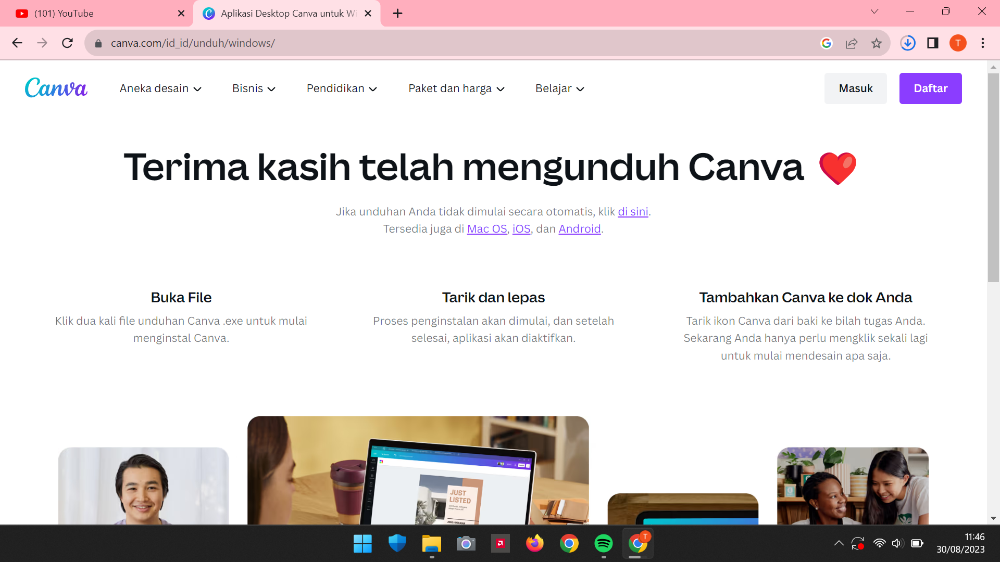 (101) YouTube
Aplikasi Desktop Canva untuk Wi
canva.com/id_id/unduh/windows/
T
Canva
Aneka desain
Bisnis
Pendidikan
Paket dan harga
Belajar
Masuk
Daftar
Terima kasih telah mengunduh Canva
Jika unduhan Anda tidak dimulai secara otomatis, klik di sini.
Tersedia juga di Mac OS, iOS, dan Android.
Buka File
Klik dua kali file unduhan Canva .exe untuk mulai
menginstal Canva.
Tarik dan lepas
Proses penginstalan akan dimulai, dan setelah
selesai, aplikasi akan diaktifkan.
Tambahkan Canva ke dok Anda
Tarik ikon Canva dari baki ke bilah tugas Anda.
Sekarang Anda hanya perlu mengklik sekali lagi
untuk mulai mendesain apa saja.
JUST
LISTED
T
11:46
30/08/2023